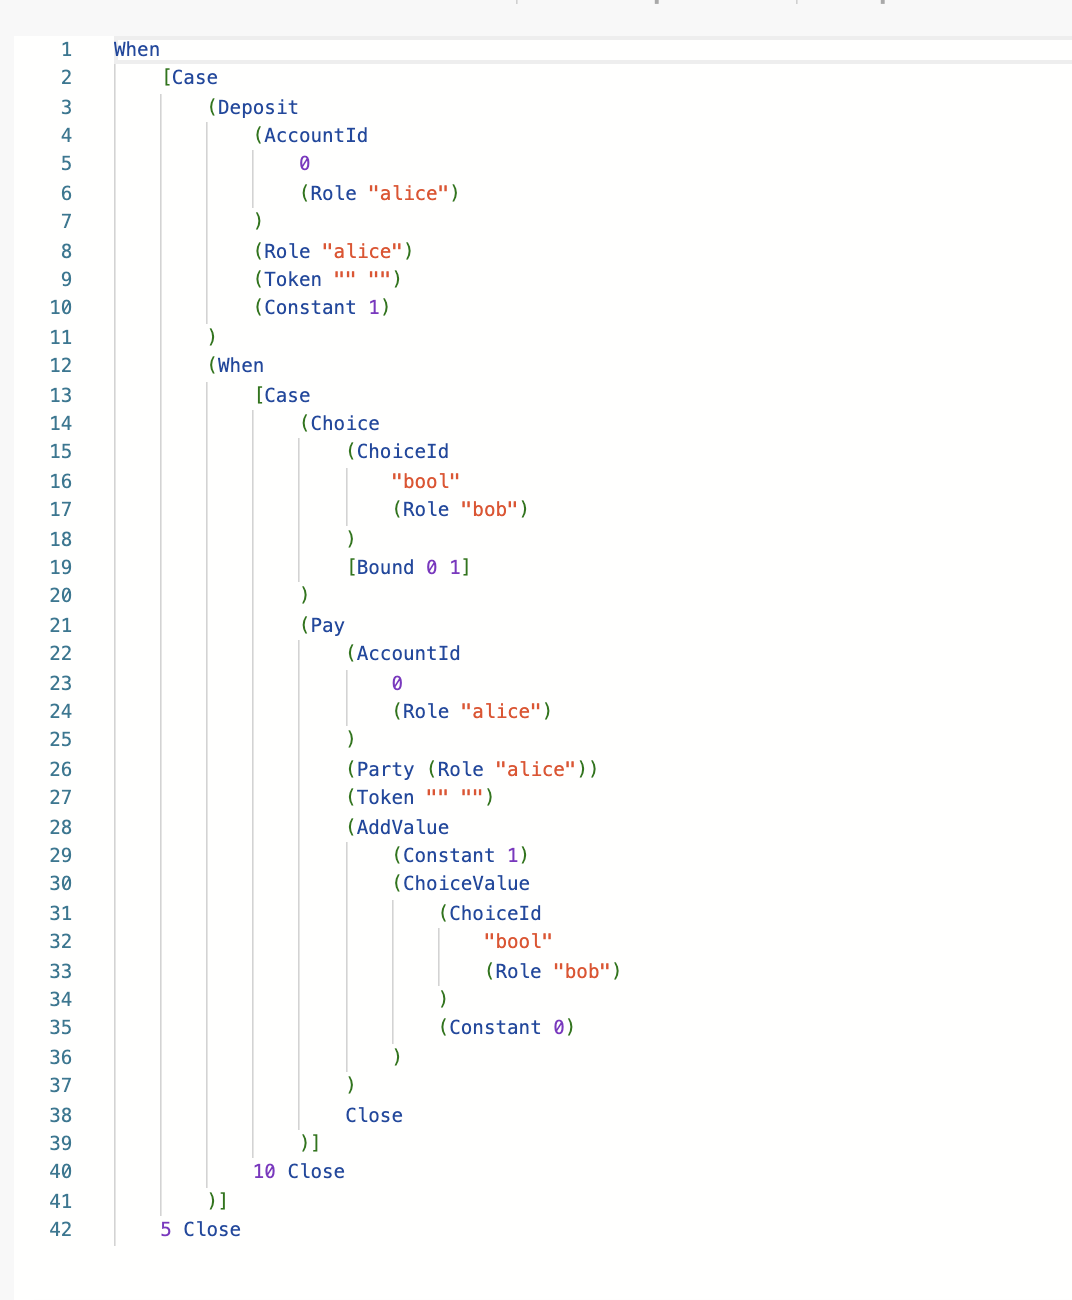 1 When
2 [Case
3 (Deposit
4 (AccountId
5 0
6 (Role "alice")
7 )
8 (Role "alice")
9 (Token "" "")
10 (Constant 1)
11 )
12 (When
13 [Case
14 (Choice
15 (ChoiceId
16 "bool"
17 (Role "bob")
18 )
19 [Bound 0 1]
20 )
21 (Pay
22 (AccountId
23 0
24 (Role "alice")
25 )
26 (Party (Role "alice"))
27 (Token "" "")
28 (AddValue
29 (Constant 1)
30 (ChoiceValue
31 (ChoiceId
32 "bool"
33 (Role "bob")
34 )
35 (Constant 0)
36 )
37 )
38 Close
39 )]
40 10 Close
41 )]
42 5 Close